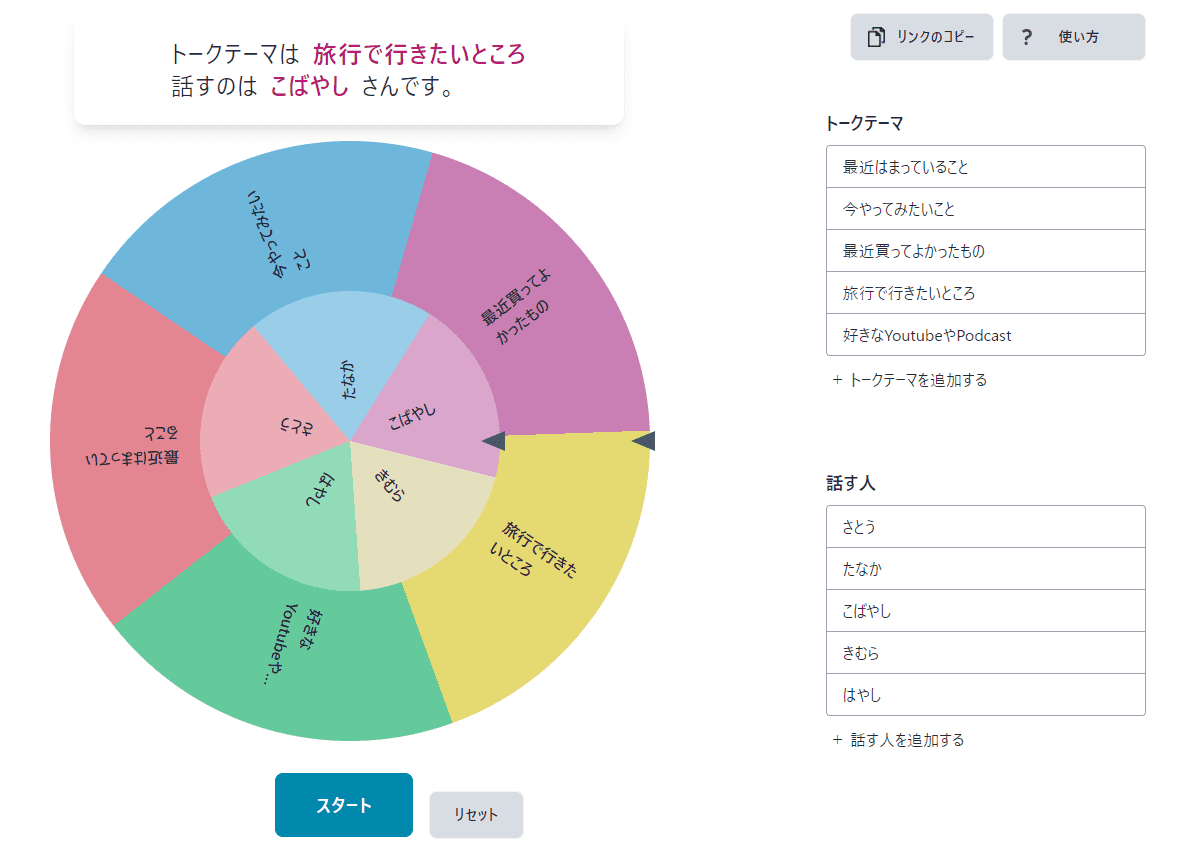 トークテーマは 旅行で行きたいところ
話すのは こばやし さんです。
リンクのコピー
? 使い方
今やってみたい
こと
最近買ってよ
かったもの
たなか
こばやし
さとう
最近はまってい
ること
はやし
きむら
旅行で行きた
いところ
好きな
Youtubeや…
スタート
リセット
トークテーマ
最近はまっていること
今やってみたいこと
最近買ってよかったもの
旅行で行きたいところ
好きなYoutubeやPodcast
+ トークテーマを追加する
話す人
さとう
たなか
こばやし
きむら
はやし
+ 話す人を追加する